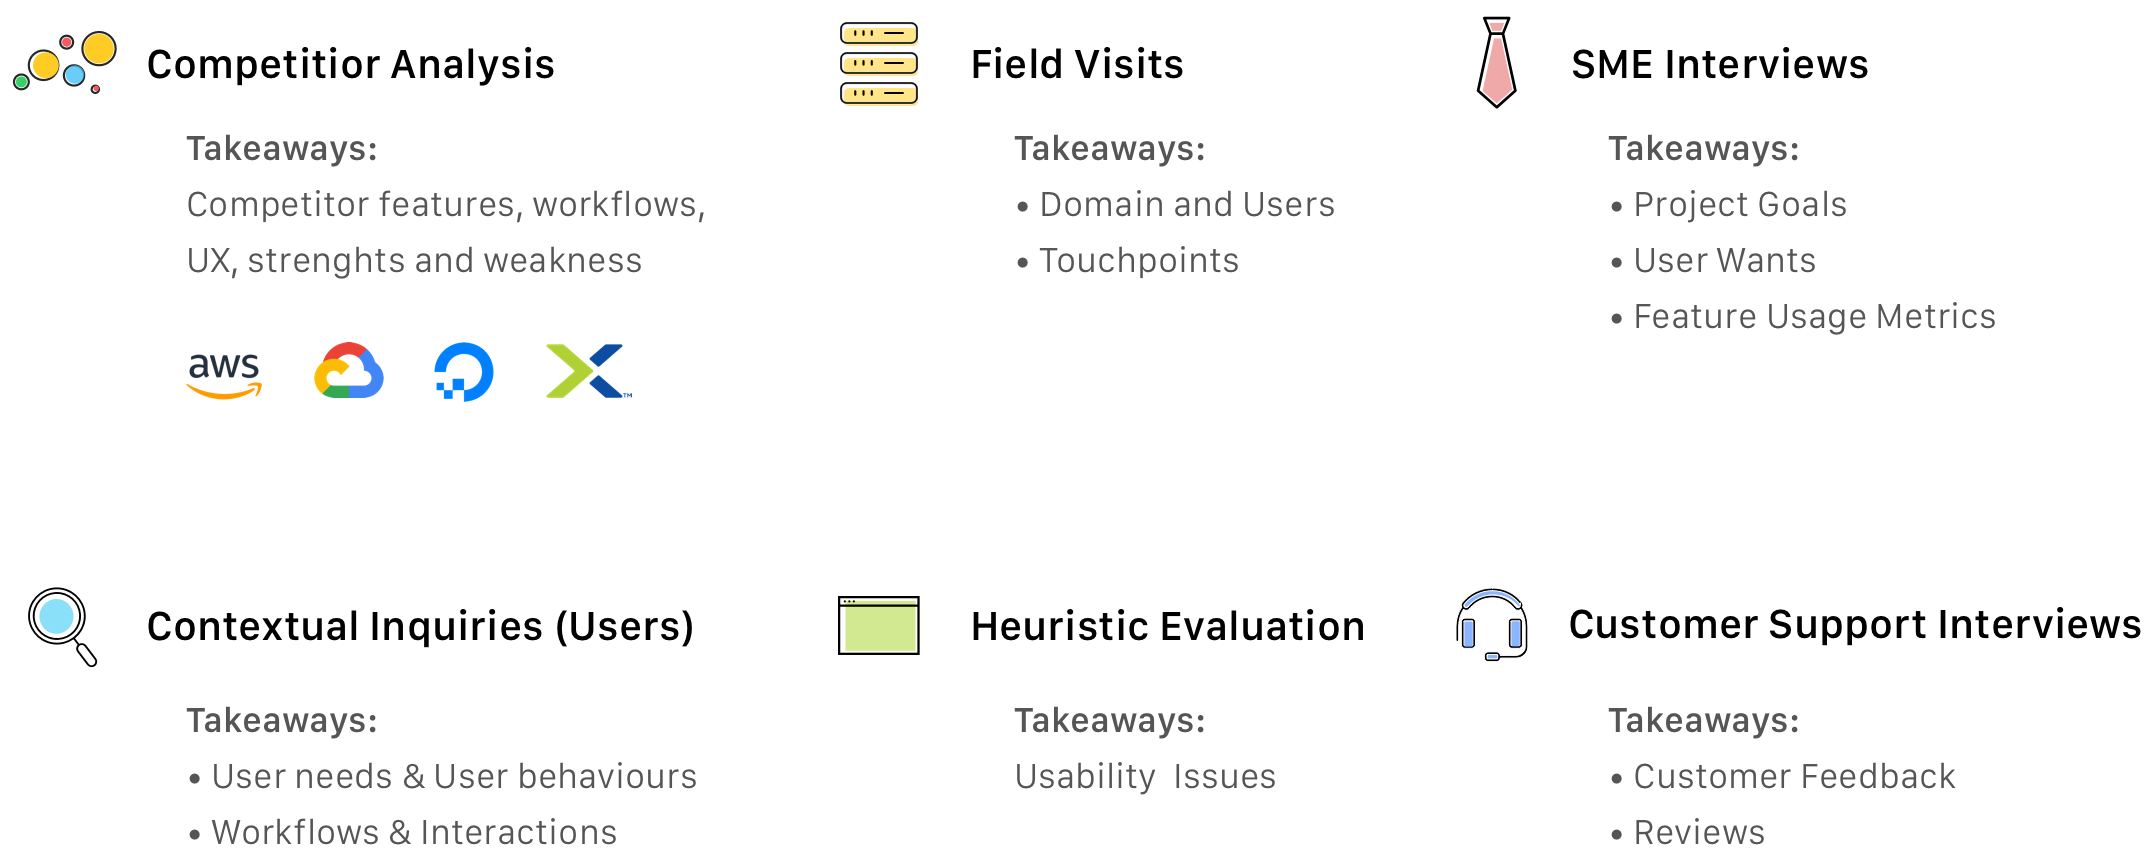 Competitior Analysis
Takeaways:
Competitor features, workflows,
UX, strenghts and weakness
aws
TM
Field Visits
Takeaways:
• Domain and Users
• Touchpoints
SME Interviews
Takeaways:
• Project Goals
• User Wants
• Feature Usage Metrics
Contextual Inquiries (Users)
Takeaways:
• User needs & User behaviours
• Workflows & Interactions
Heuristic Evaluation
Takeaways:
Usability  Issues
Customer Support Interviews
Takeaways:
• Customer Feedback
• Reviews